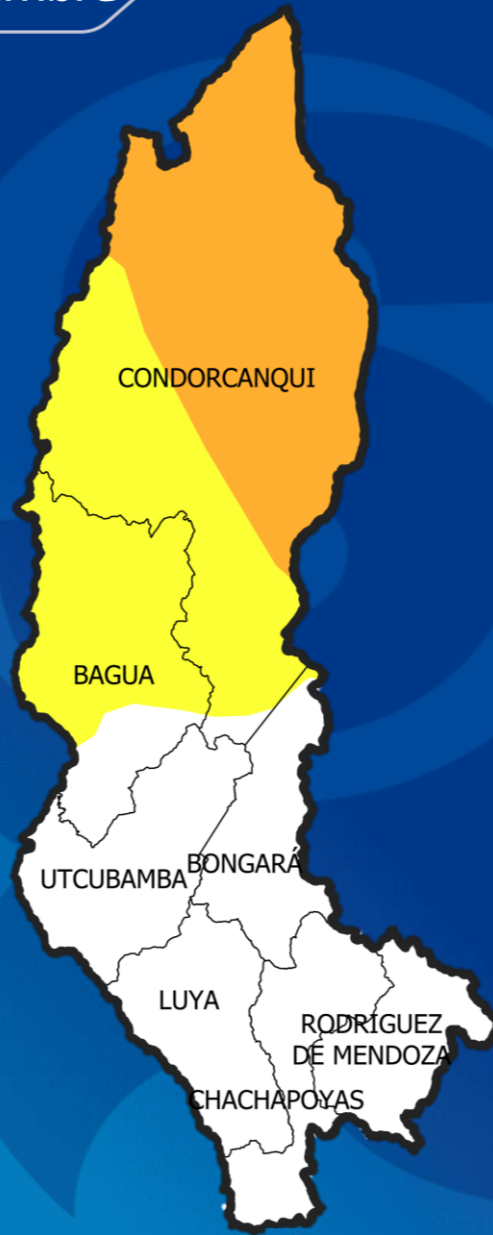 CONDORCANQUI
BAGUA
UTCUBAMBA
BONGARÁ
LUYA
RODRIGUEZ
DE MENDOZA
CHACHAPOYAS